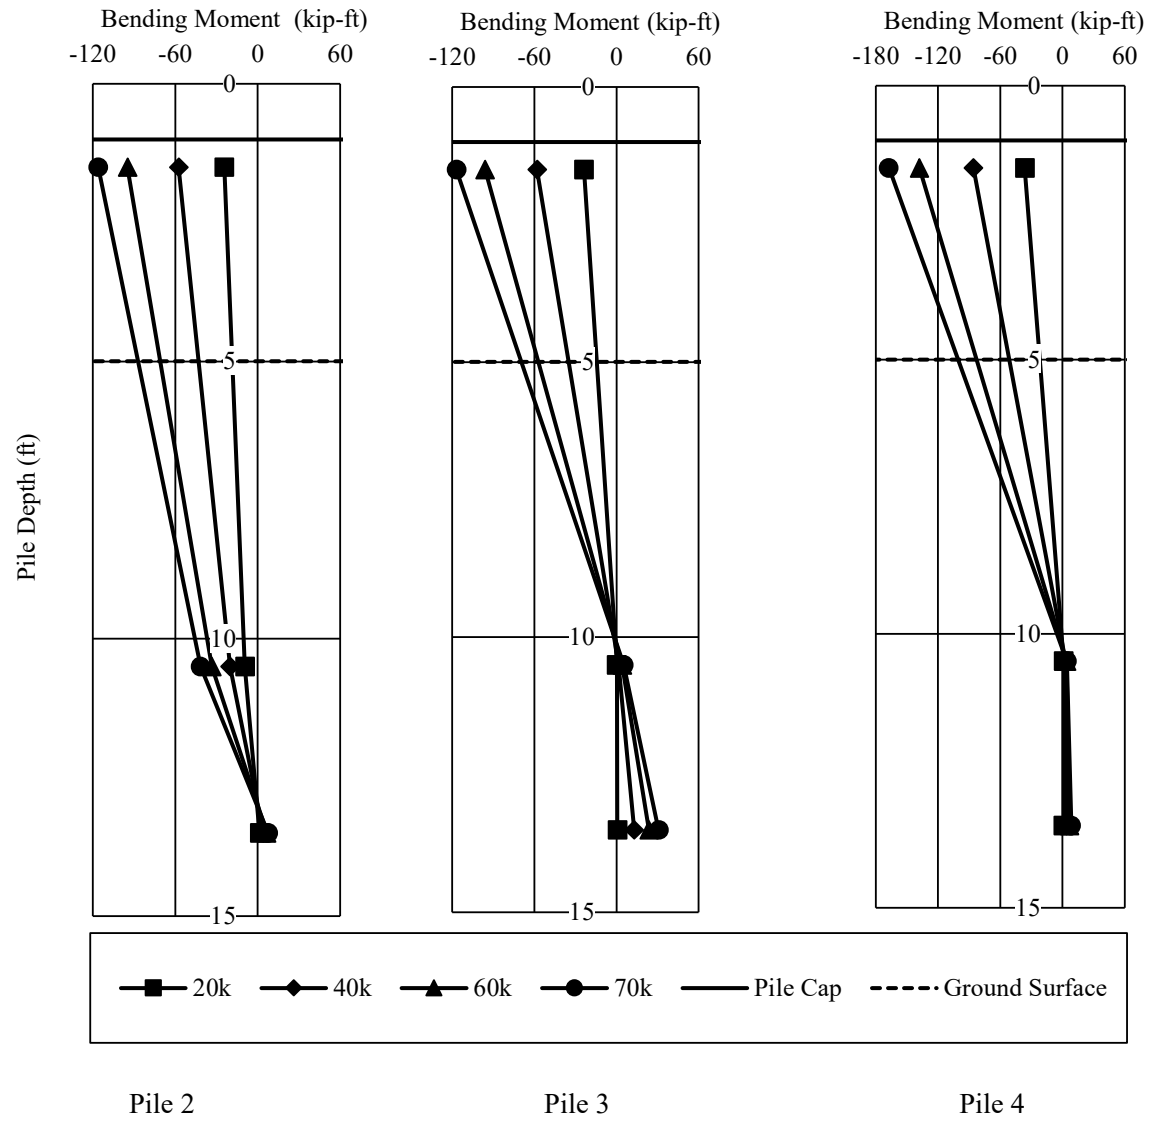 Bending Moment  (kip-ft)
-120 -60 0 60
0
5
10
15
Bending Moment (kip-ft)
-120 -60 0 60
0
5
10
15
Bending Moment (kip-ft)
-180 -120 -60 0 60
0
5
10
15
Pile Depth (ft)
20k 40k 60k 70k Pile Cap Ground Surface
Pile 2 Pile 3 Pile 4